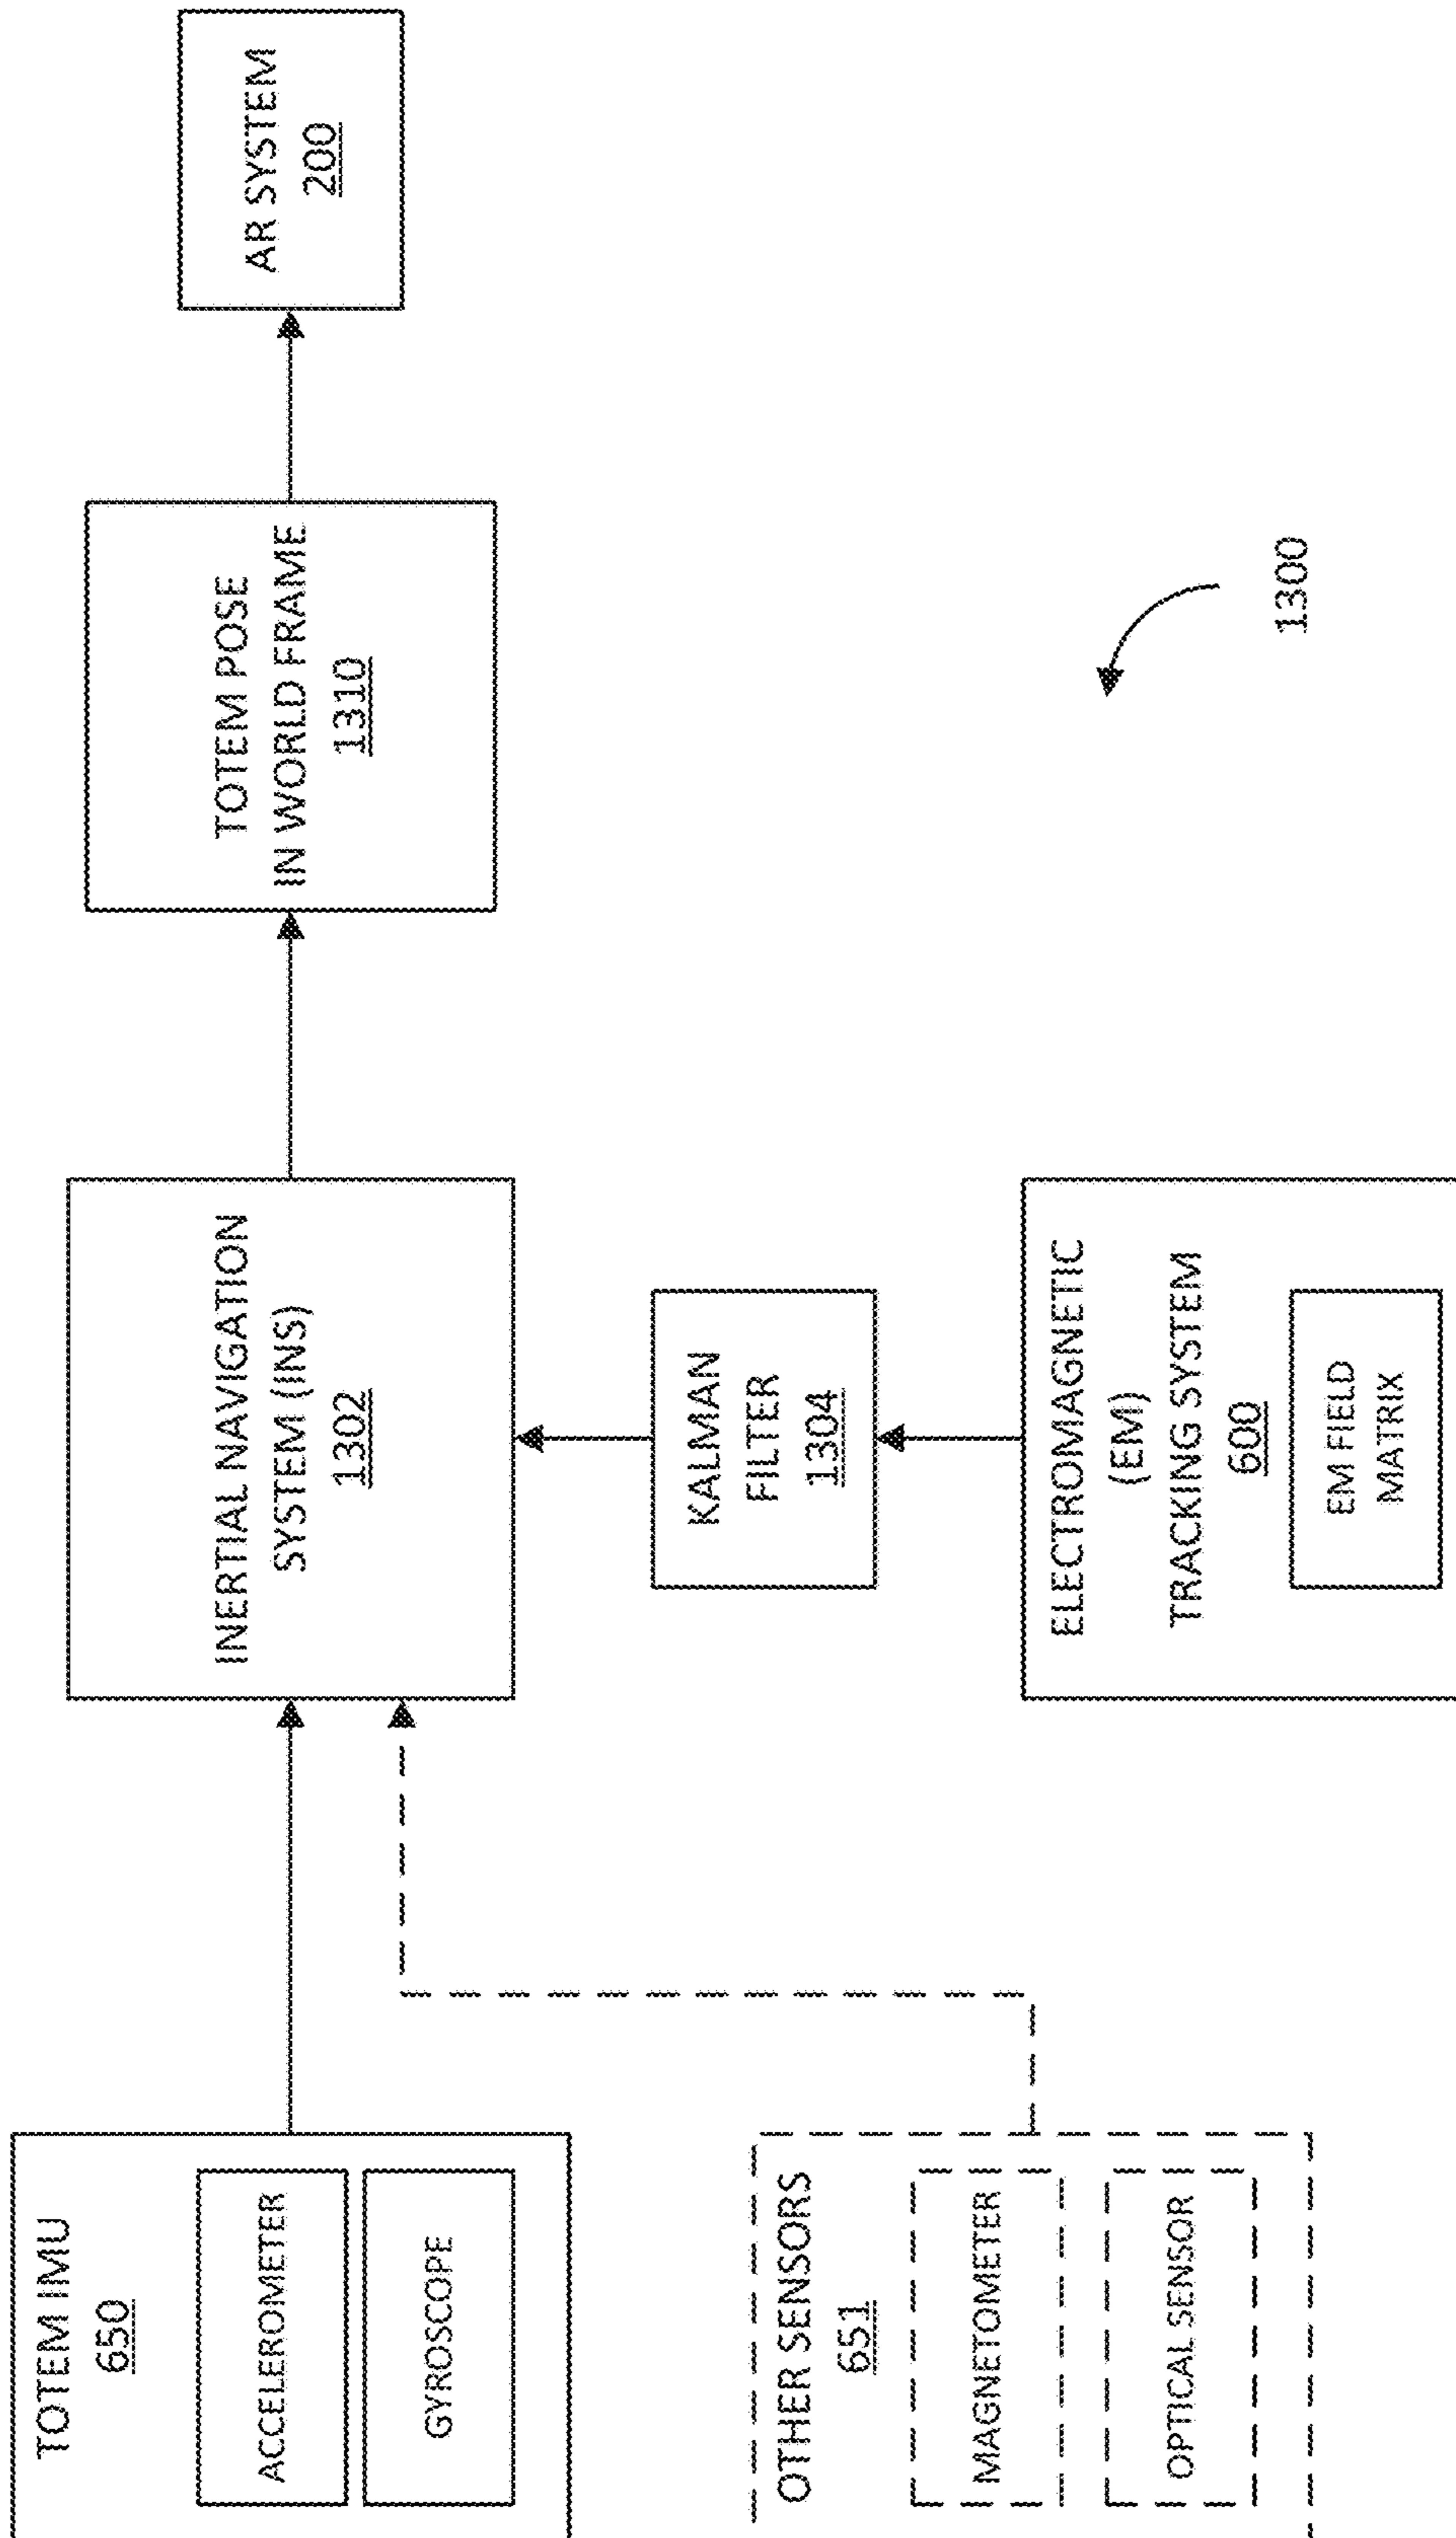 TOTEM IMU
650
ACCELEROMETER
GYROSCOPE
OTHER SENSORS
651
MAGNETOMETER
OPTICAL SENSOR
INERTIAL NAVIGATION
SYSTEM (INS)
1302
KALMAN
FILTER
1304
ELECTROMAGNETIC
(EM)
TRACKING SYSTEM
600
EM FIELD
MATRIX
TOTEM POSE
IN WORLD FRAME
1310
AR SYSTEM
200
1300